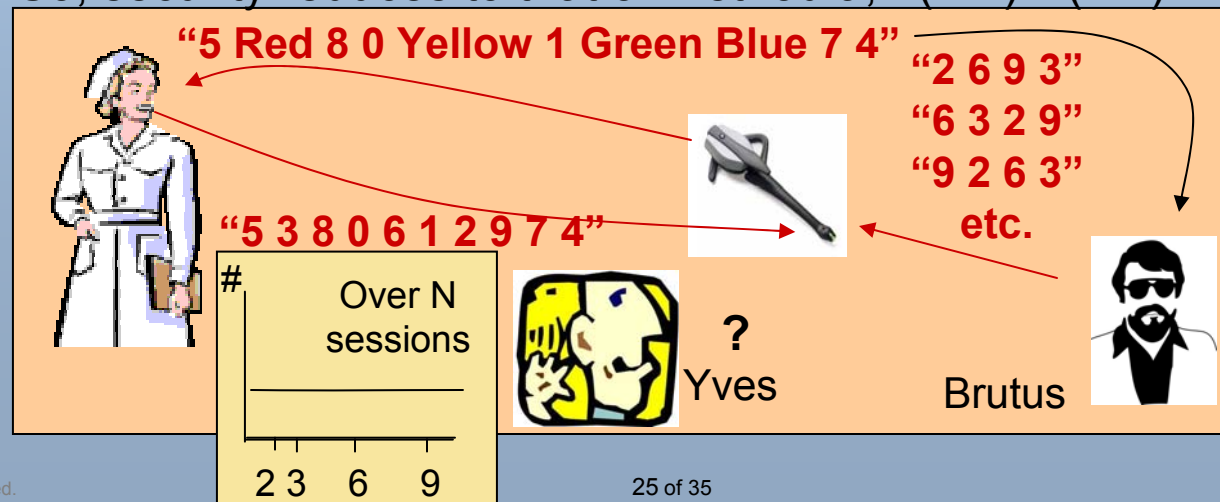 “5 Red 8 0 Yellow 1 Green Blue 7 4”
“2 6 9 3”
“6 3 2 9”
“9 2 6 3”
etc.
“5 3 8 0 6 1 2 9 7 4”
#
Over N
sessions
2 3 6 9
?
Yves
Brutus
ed.
25 of 35